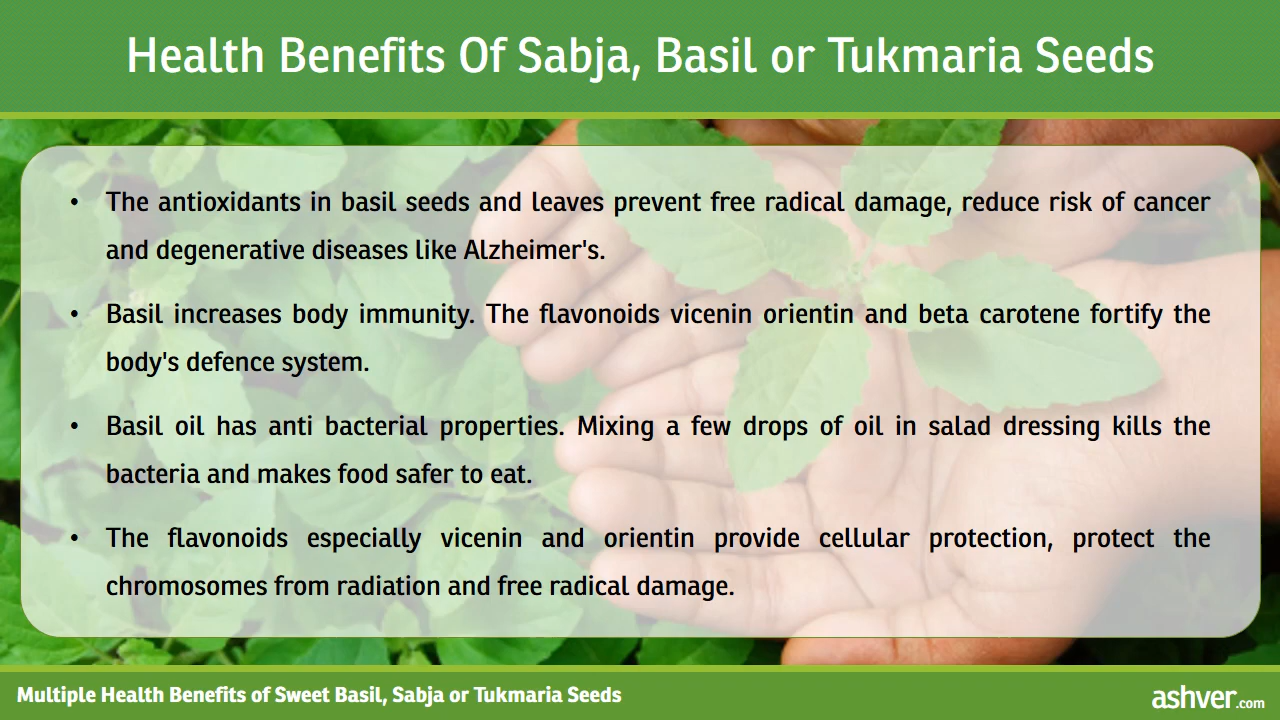 Health Benefits Of Sabja, Basil or Tukmaria Seeds
• The antioxidants in basil seeds and leaves prevent free radical damage, reduce risk of cancer
and degenerative diseases like Alzheimer's.
• Basil increases body immunity. The flavonoids vicenin orientin and beta carotene fortify the
body's defence system.
• Basil oil has anti bacterial properties. Mixing a few drops of oil in salad dressing kills the
bacteria and makes food safer to eat.
• The flavonoids especially vicenin and orientin provide cellular protection, protect the
chromosomes from radiation and free radical damage.
Multiple Health Benefits of Sweet Basil, Sabja or Tukmaria Seeds
ashver.com